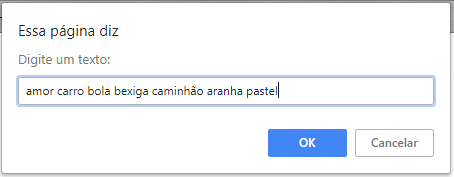 Essa página diz
Digite um texto:
amor carro bola bexiga caminhão aranha pastel
OK Cancelar